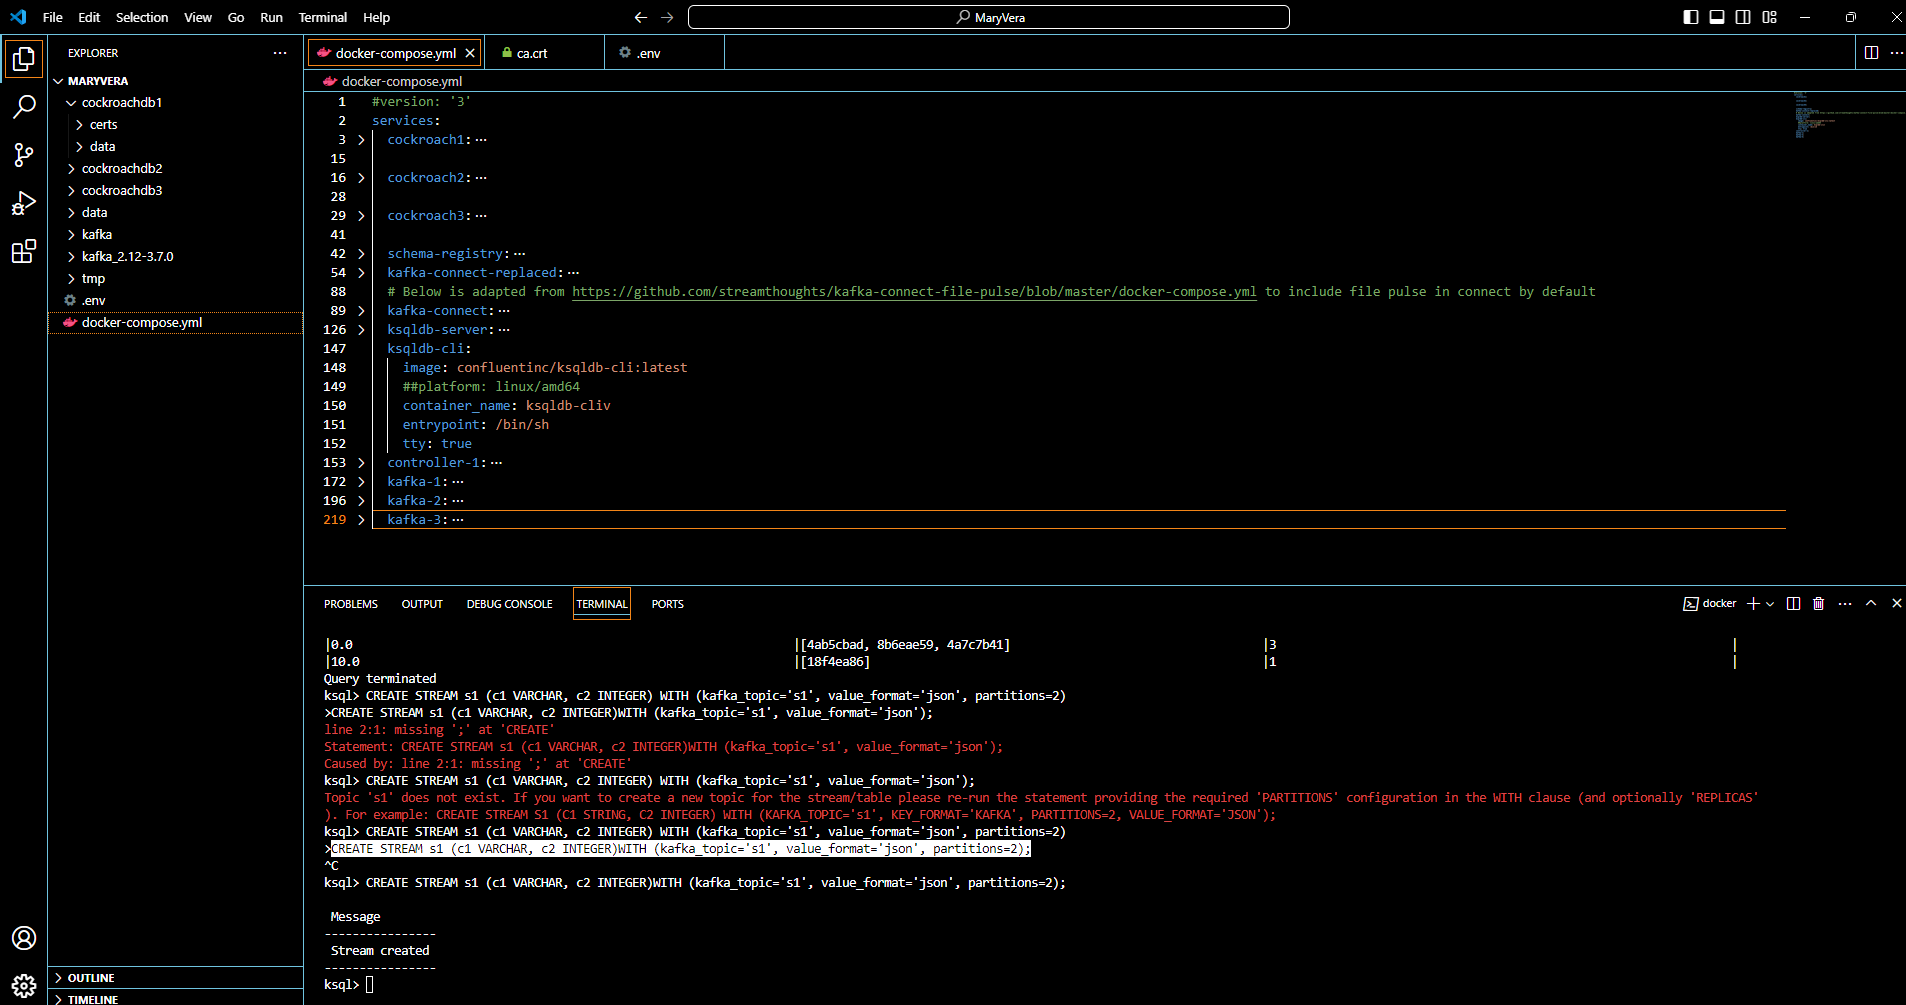 File Edit Selection View Go Run Terminal Help
MaryVera
EXPLORER
MARYVERA
cockroachdb1
certs
data
cockroachdb2
cockroachdb3
data
kafka
kafka_2.12-3.7.0
tmp
.env
docker-compose.yml
OUTLINE
TIMELINE
docker-compose.yml ca.crt .env
docker-compose.yml
1 #version: '3'
2 services:
3 cockroach1:···
15
16 cockroach2:···
28
29 cockroach3:···
41
42 schema-registry:···
54 kafka-connect-replaced:···
88 # Below is adapted from https://github.com/streamthoughts/kafka-connect-file-pulse/blob/master/docker-compose.yml to include file pulse in connect by default
89 kafka-connect:···
126 ksqldb-server:···
147 ksqldb-cli:
148 image: confluentinc/ksqldb-cli:latest
149 ##platform: linux/amd64
150 container_name: ksqldb-cliv
151 entrypoint: /bin/sh
152 tty: true
153 controller-1:···
172 kafka-1:···
196 kafka-2:···
219 kafka-3:···
PROBLEMS OUTPUT DEBUG CONSOLE TERMINAL PORTS
docker
|0.0 |[4ab5cbad, 8b6eae59, 4a7c7b41] |3 |
|10.0 |[18f4ea86] |1 |
Query terminated
ksql> CREATE STREAM s1 (c1 VARCHAR, c2 INTEGER) WITH (kafka_topic='s1', value_format='json', partitions=2)
>CREATE STREAM s1 (c1 VARCHAR, c2 INTEGER)WITH (kafka_topic='s1', value_format='json');
line 2:1: missing ';' at 'CREATE'
Statement: CREATE STREAM s1 (c1 VARCHAR, c2 INTEGER)WITH (kafka_topic='s1', value_format='json');
Caused by: line 2:1: missing ';' at 'CREATE'
ksql> CREATE STREAM s1 (c1 VARCHAR, c2 INTEGER) WITH (kafka_topic='s1', value_format='json');
Topic 's1' does not exist. If you want to create a new topic for the stream/table please re-run the statement providing the required 'PARTITIONS' configuration in the WITH clause (and optionally 'REPLICAS'
). For example: CREATE STREAM S1 (C1 STRING, C2 INTEGER) WITH (KAFKA_TOPIC='s1', KEY_FORMAT='KAFKA', PARTITIONS=2, VALUE_FORMAT='JSON');
ksql> CREATE STREAM s1 (c1 VARCHAR, c2 INTEGER) WITH (kafka_topic='s1', value_format='json', partitions=2)
>CREATE STREAM s1 (c1 VARCHAR, c2 INTEGER)WITH (kafka_topic='s1', value_format='json', partitions=2);
^C
ksql> CREATE STREAM s1 (c1 VARCHAR, c2 INTEGER)WITH (kafka_topic='s1', value_format='json', partitions=2);
Message
----------------
Stream created
----------------
ksql>